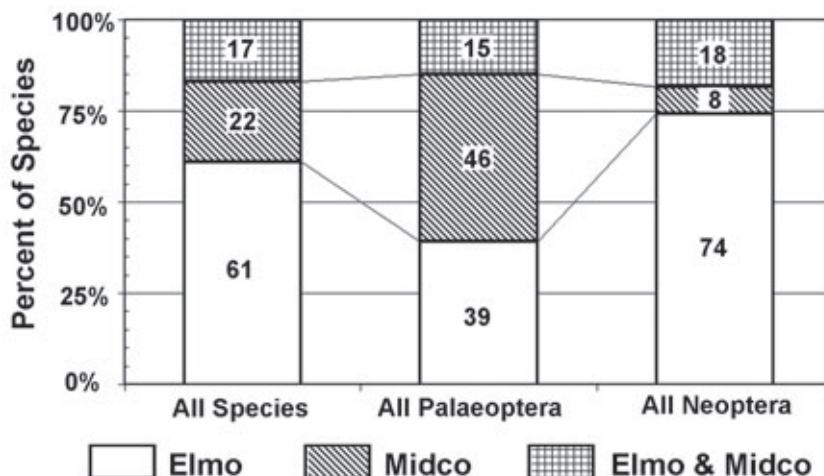 100%
17 15 18
8
75% 22
46
Percent of Species
50%
61 74
25%
39
0%
All Species All Palaeoptera All Neoptera
Elmo Midco Elmo & Midco